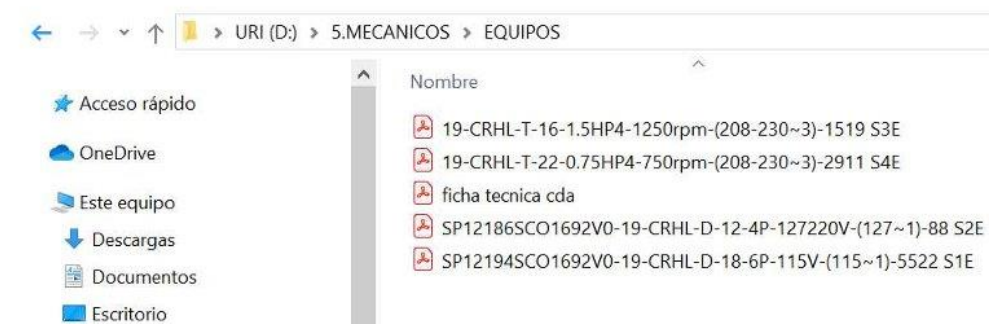 URI (D:) > 5.MECANICOS > EQUIPOS
Nombre
Acceso rápido
OneDrive
Este equipo
Descargas
Documentos
Escritorio
19-CRHL-T-16-1.5HP4-1250rpm-(208-230~3)-1519 S3E
19-CRHL-T-22-0.75HP4-750rpm-(208-230~3)-2911 S4E
ficha tecnica cda
SP12186SCO1692V0-19-CRHL-D-12-4P-127220V-(127~1)-88 S2E
SP12194SCO1692V0-19-CRHL-D-18-6P-115V-(115~1)-5522 S1E